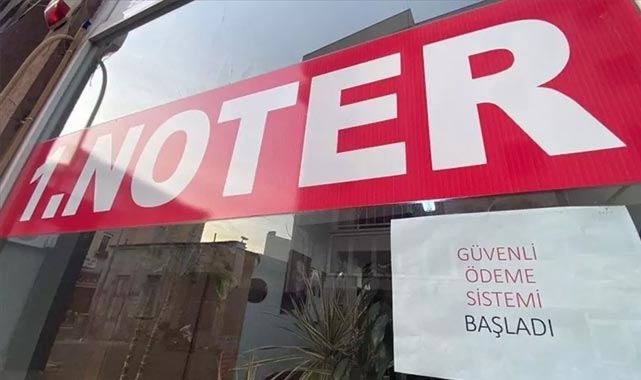 1.NOTER
GÜVENLİ
ÖDEME
SİSTEMİ
BAŞLADI